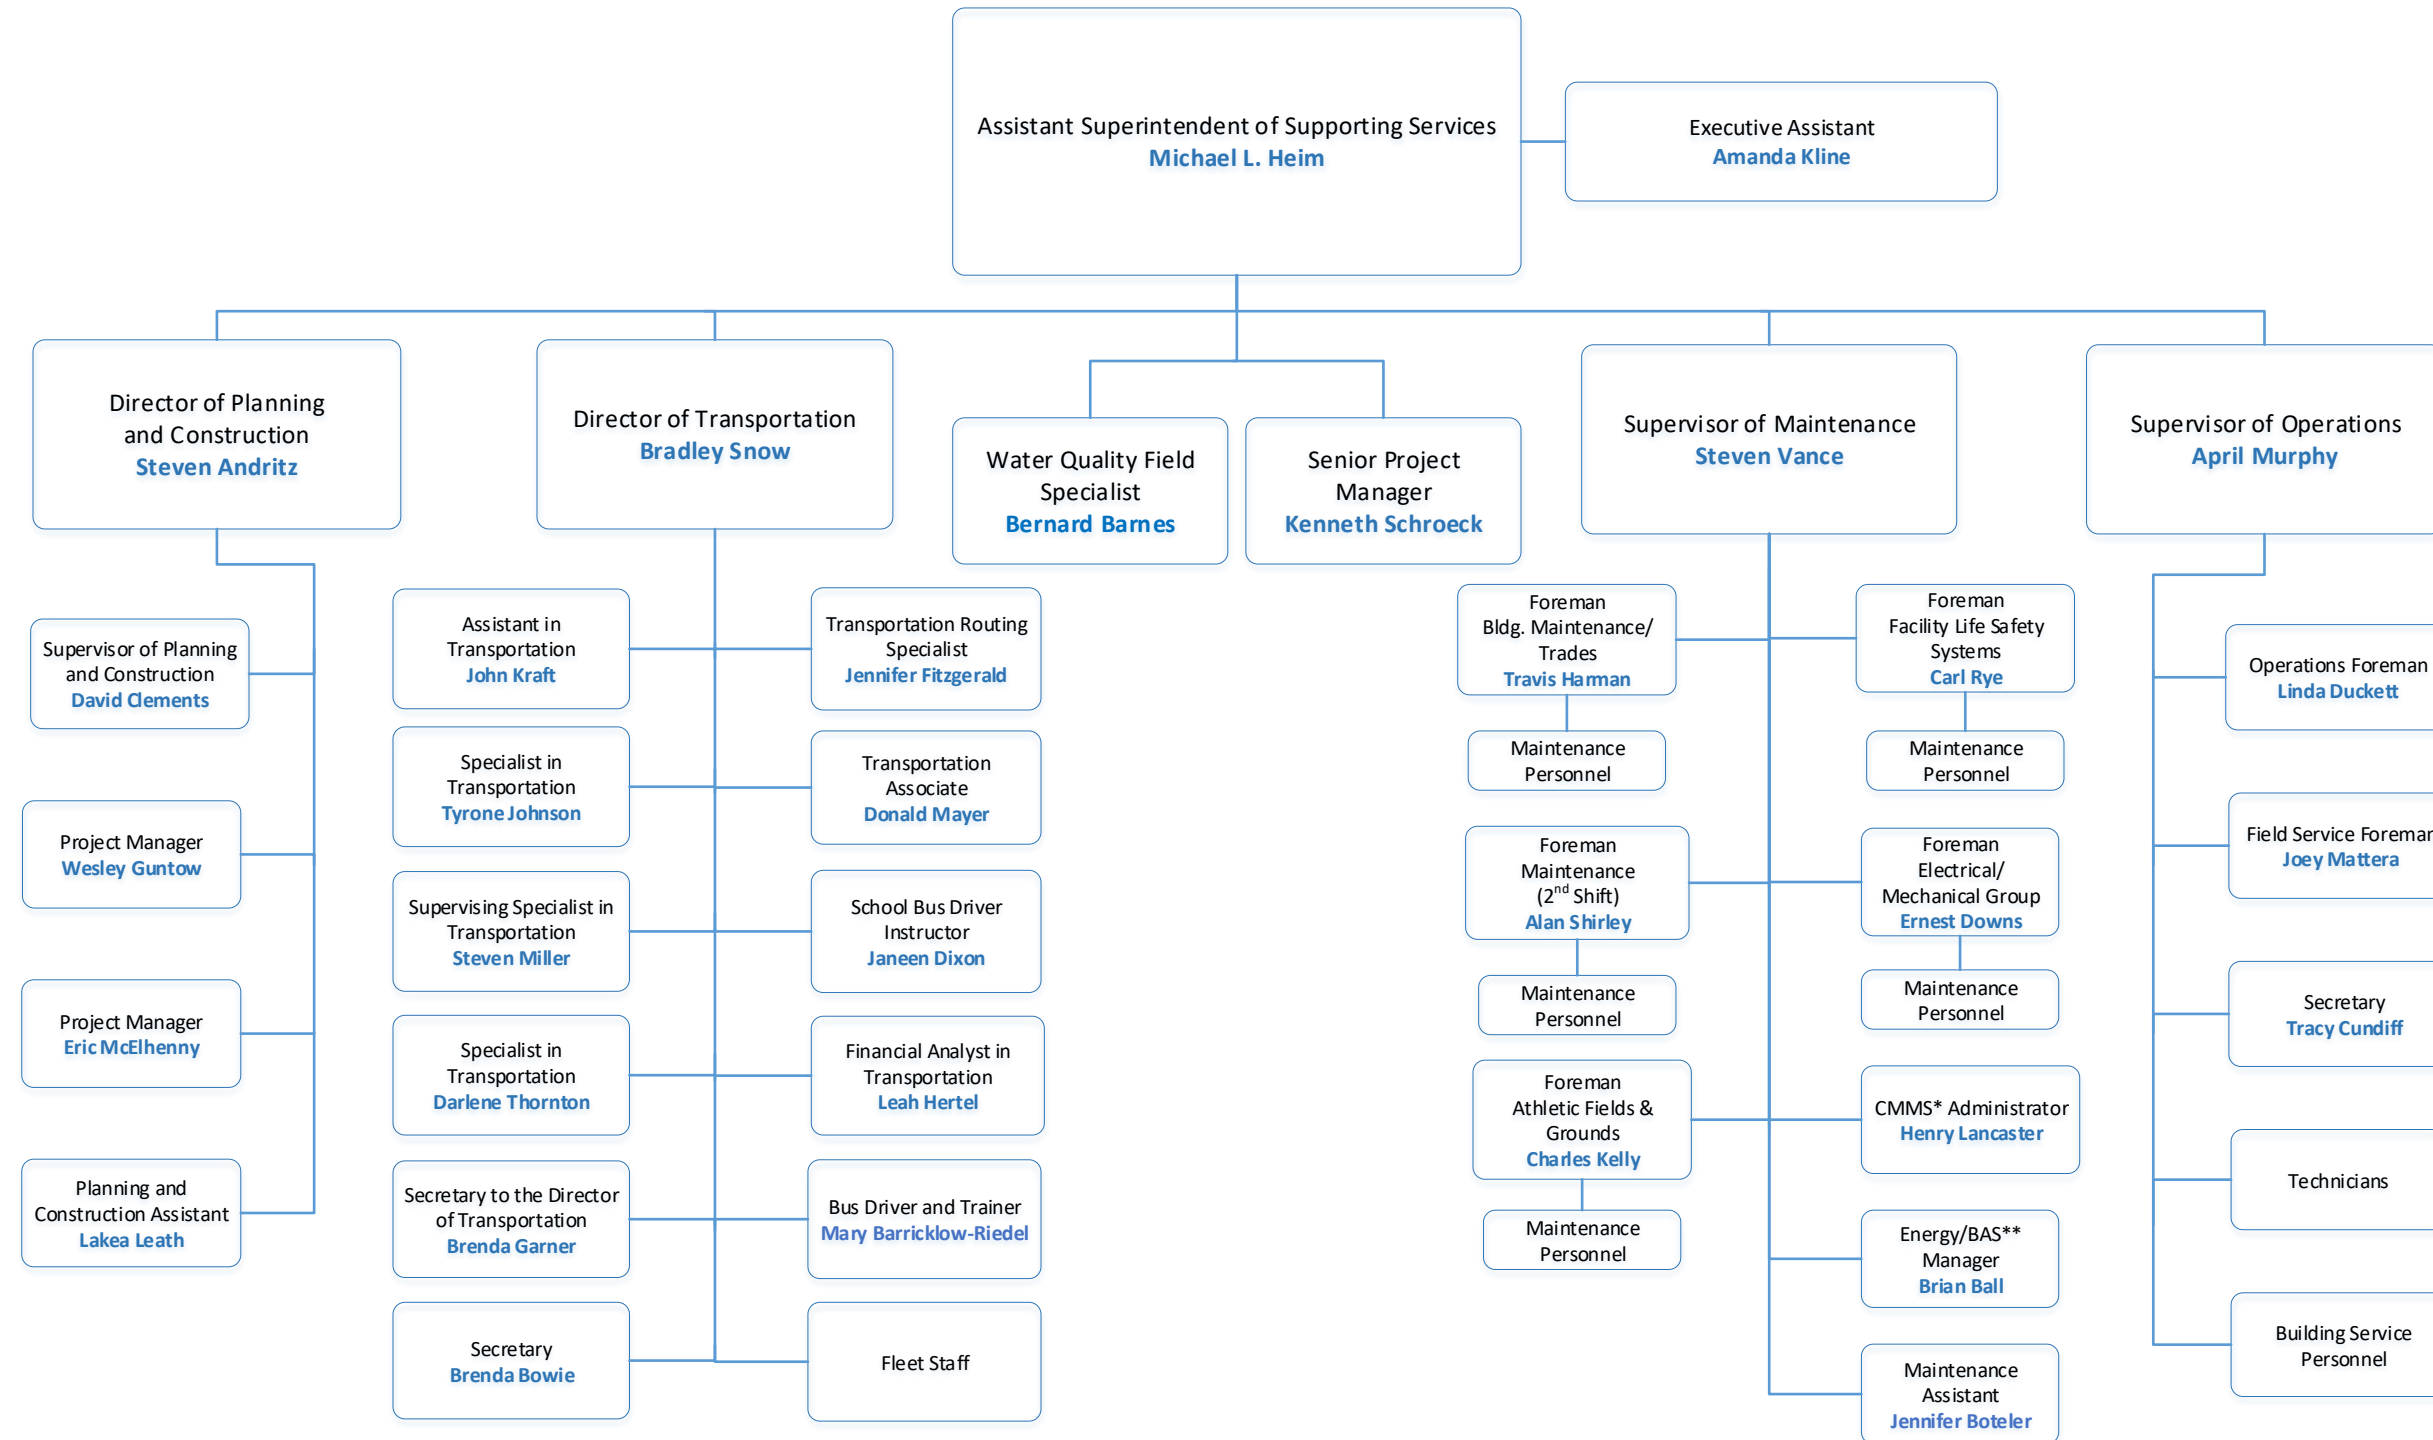 Assistant Superintendent of Supporting Services
Michael L. Heim
Executive Assistant
Amanda Kline
Director of Planning
and Construction
Steven Andritz
Director of Transportation
Bradley Snow
Water Quality Field
Specialist
Bernard Barnes
Senior Project
Manager
Kenneth Schroeck
Supervisor of Maintenance
Steven Vance
Supervisor of Operations
April Murphy
Supervisor of Planning
and Construction
David Clements
Project Manager
Wesley Guntow
Project Manager
Eric McElhenny
Planning and
Construction Assistant
Lakea Leath
Assistant in
Transportation
John Kraft
Transportation Routing
Specialist
Jennifer Fitzgerald
Specialist in
Transportation
Tyrone Johnson
Transportation
Associate
Donald Mayer
Supervising Specialist in
Transportation
Steven Miller
School Bus Driver
Instructor
Janeen Dixon
Specialist in
Transportation
Darlene Thornton
Financial Analyst in
Transportation
Leah Hertel
Secretary to the Director
of Transportation
Brenda Garner
Bus Driver and Trainer
Mary Barricklow-Riedel
Secretary
Brenda Bowie
Fleet Staff
Foreman
Bldg. Maintenance/
Trades
Travis Harman
Maintenance
Personnel
Foreman
Facility Life Safety
Systems
Carl Rye
Maintenance
Personnel
Foreman
Maintenance
(2nd Shift)
Alan Shirley
Maintenance
Personnel
Foreman
Electrical/
Mechanical Group
Ernest Downs
Maintenance
Personnel
Foreman
Athletic Fields &
Grounds
Charles Kelly
Maintenance
Personnel
CMMS* Administrator
Henry Lancaster
Energy/BAS**
Manager
Brian Ball
Maintenance
Assistant
Jennifer Boteler
Operations Foreman
Linda Duckett
Field Service Foreman
Joey Mattera
Secretary
Tracy Cundiff
Technicians
Building Service
Personnel